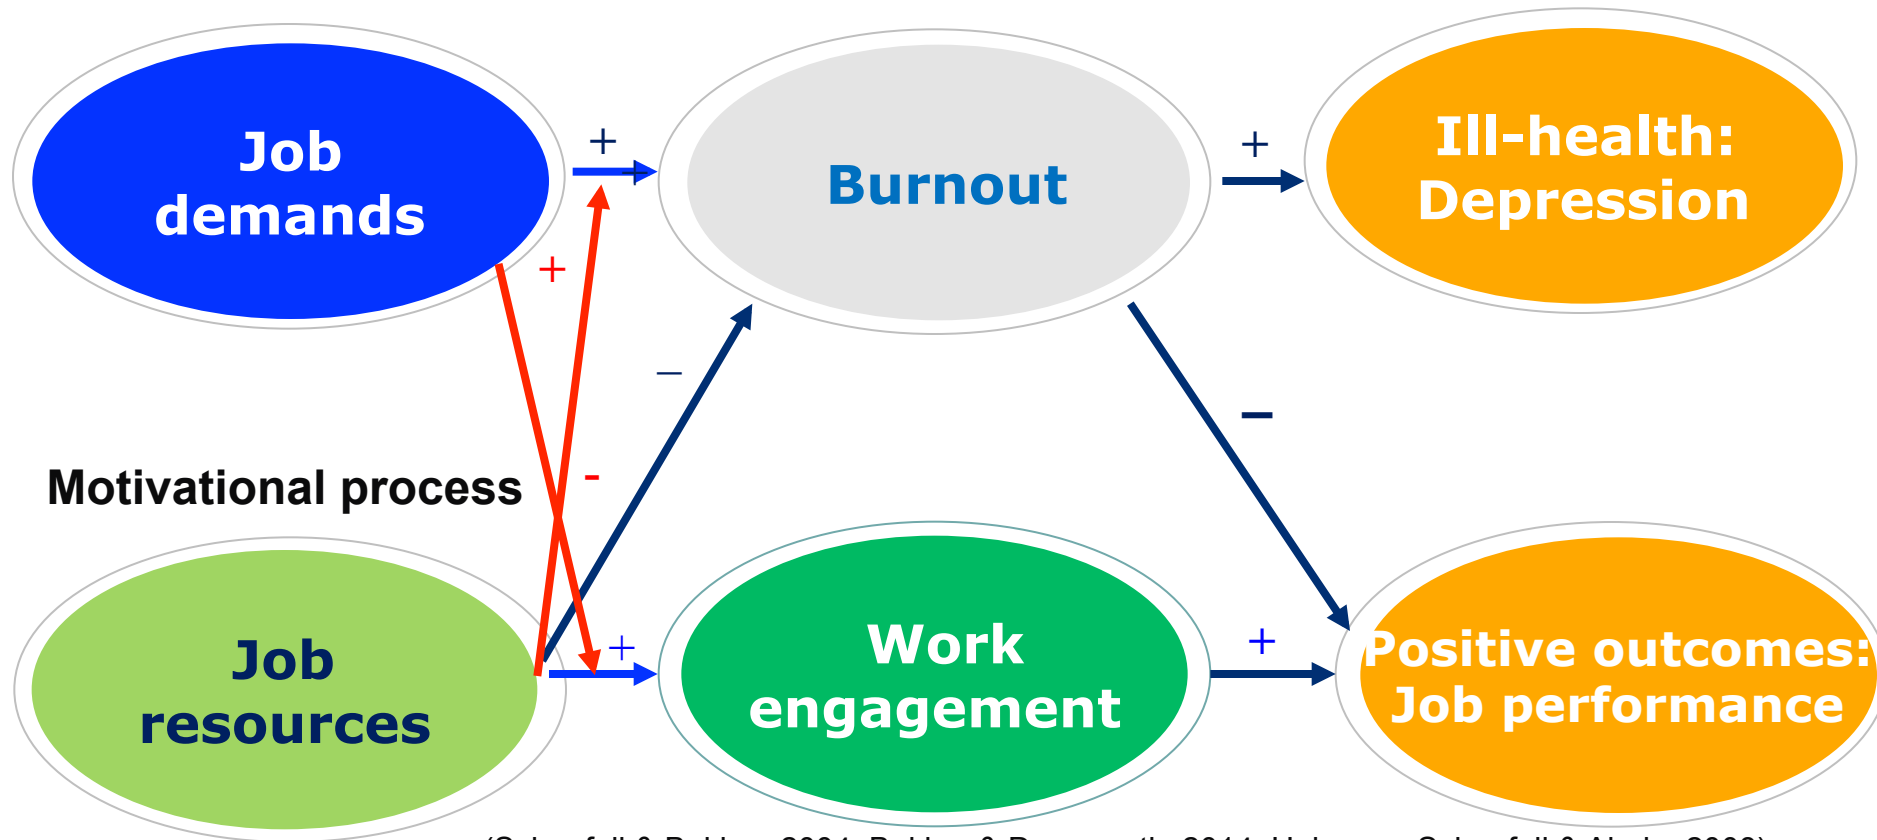 Job
demands
+
+
Burnout
+
Ill-health:
Depression
+
–
–
-
Motivational process
Job
resources
+
Work
engagement
+
Positive outcomes:
Job performance